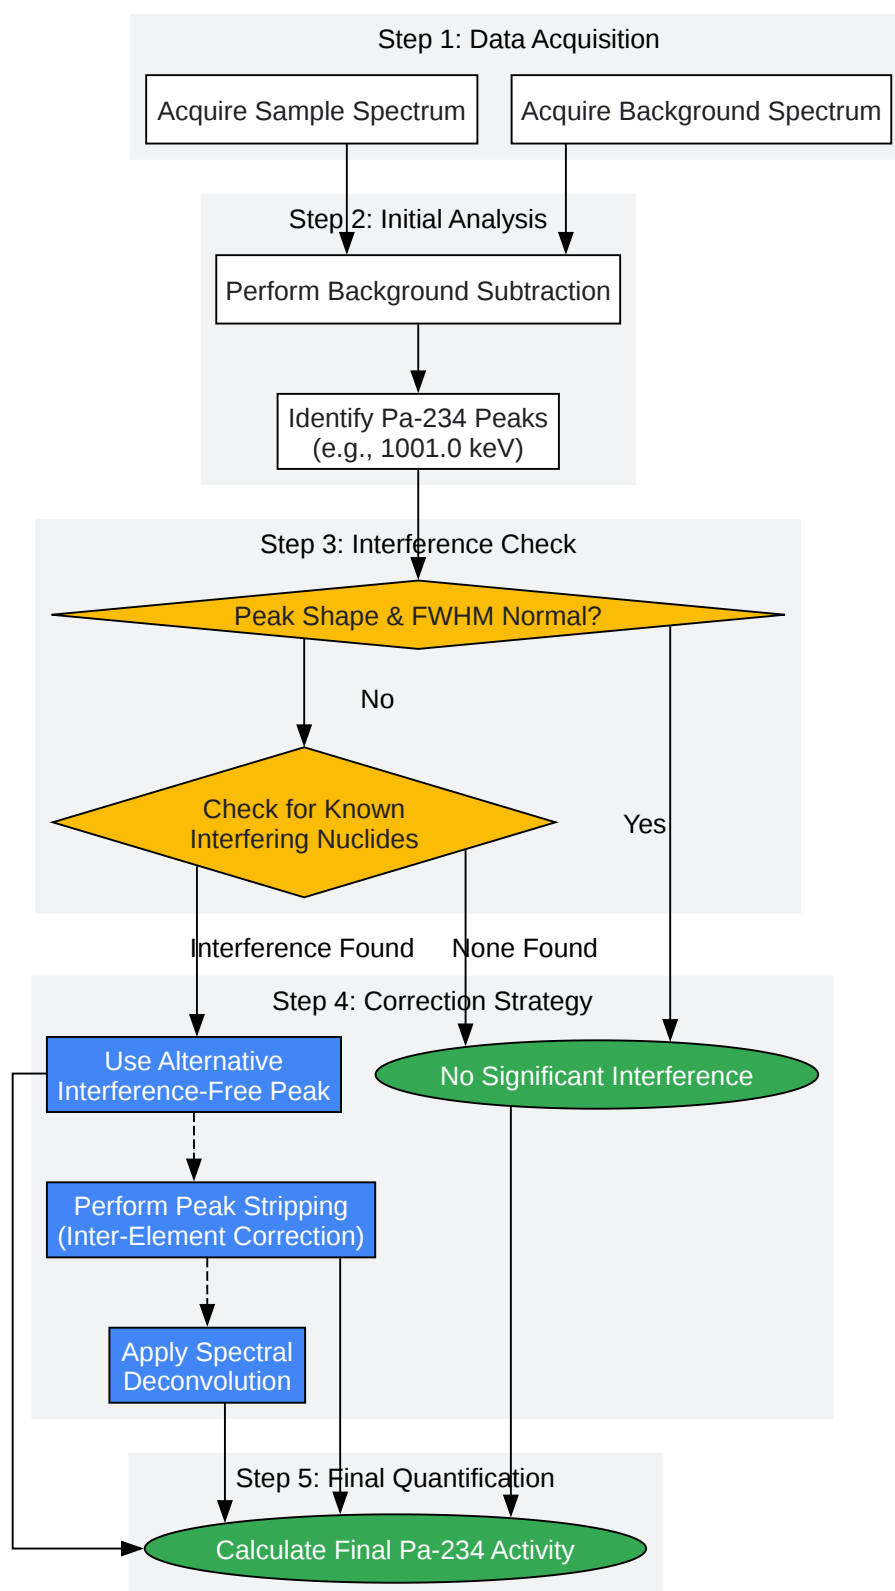 Step 1: Data Acquisition
Acquire Sample Spectrum
Acquire Background Spectrum
Step 2: Initial Analysis
Perform Background Subtraction
Identify Pa-234 Peaks
(e.g., 1001.0 keV)
Step 3: Interference Check
Peak Shape & FWHM Normal?
No
Check for Known
Interfering Nuclides
Yes
Interference Found
None Found
Step 4: Correction Strategy
Use Alternative
Interference-Free Peak
No Significant Interference
Perform Peak Stripping
(Inter-Element Correction)
Apply Spectral
Deconvolution
Step 5: Final Quantification
Calculate Final Pa-234 Activity